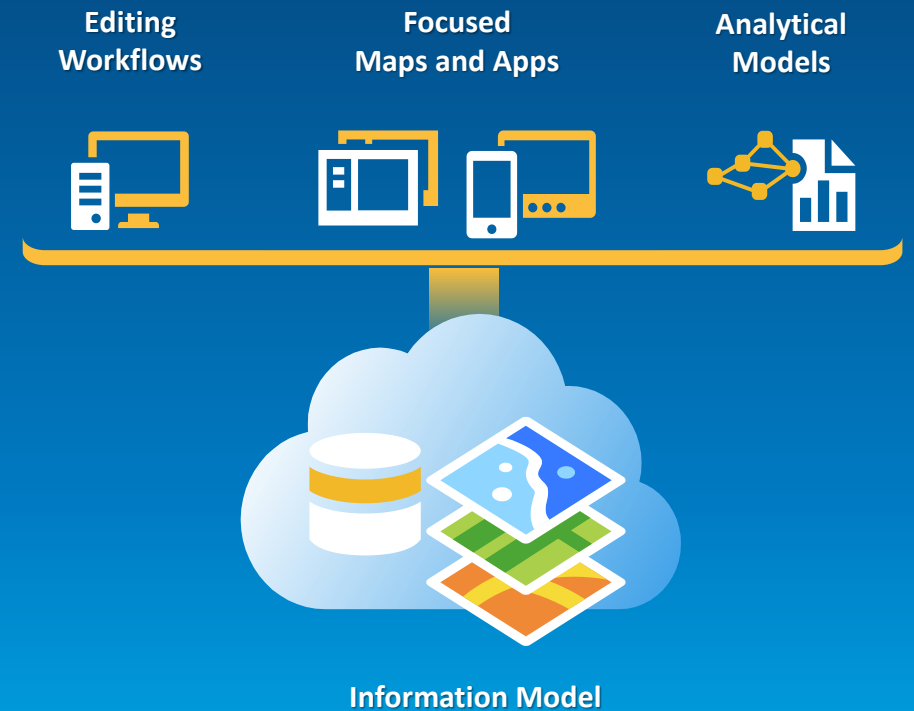 Editing
Workflows
Focused
Maps and Apps
Analytical
Models
Information Model